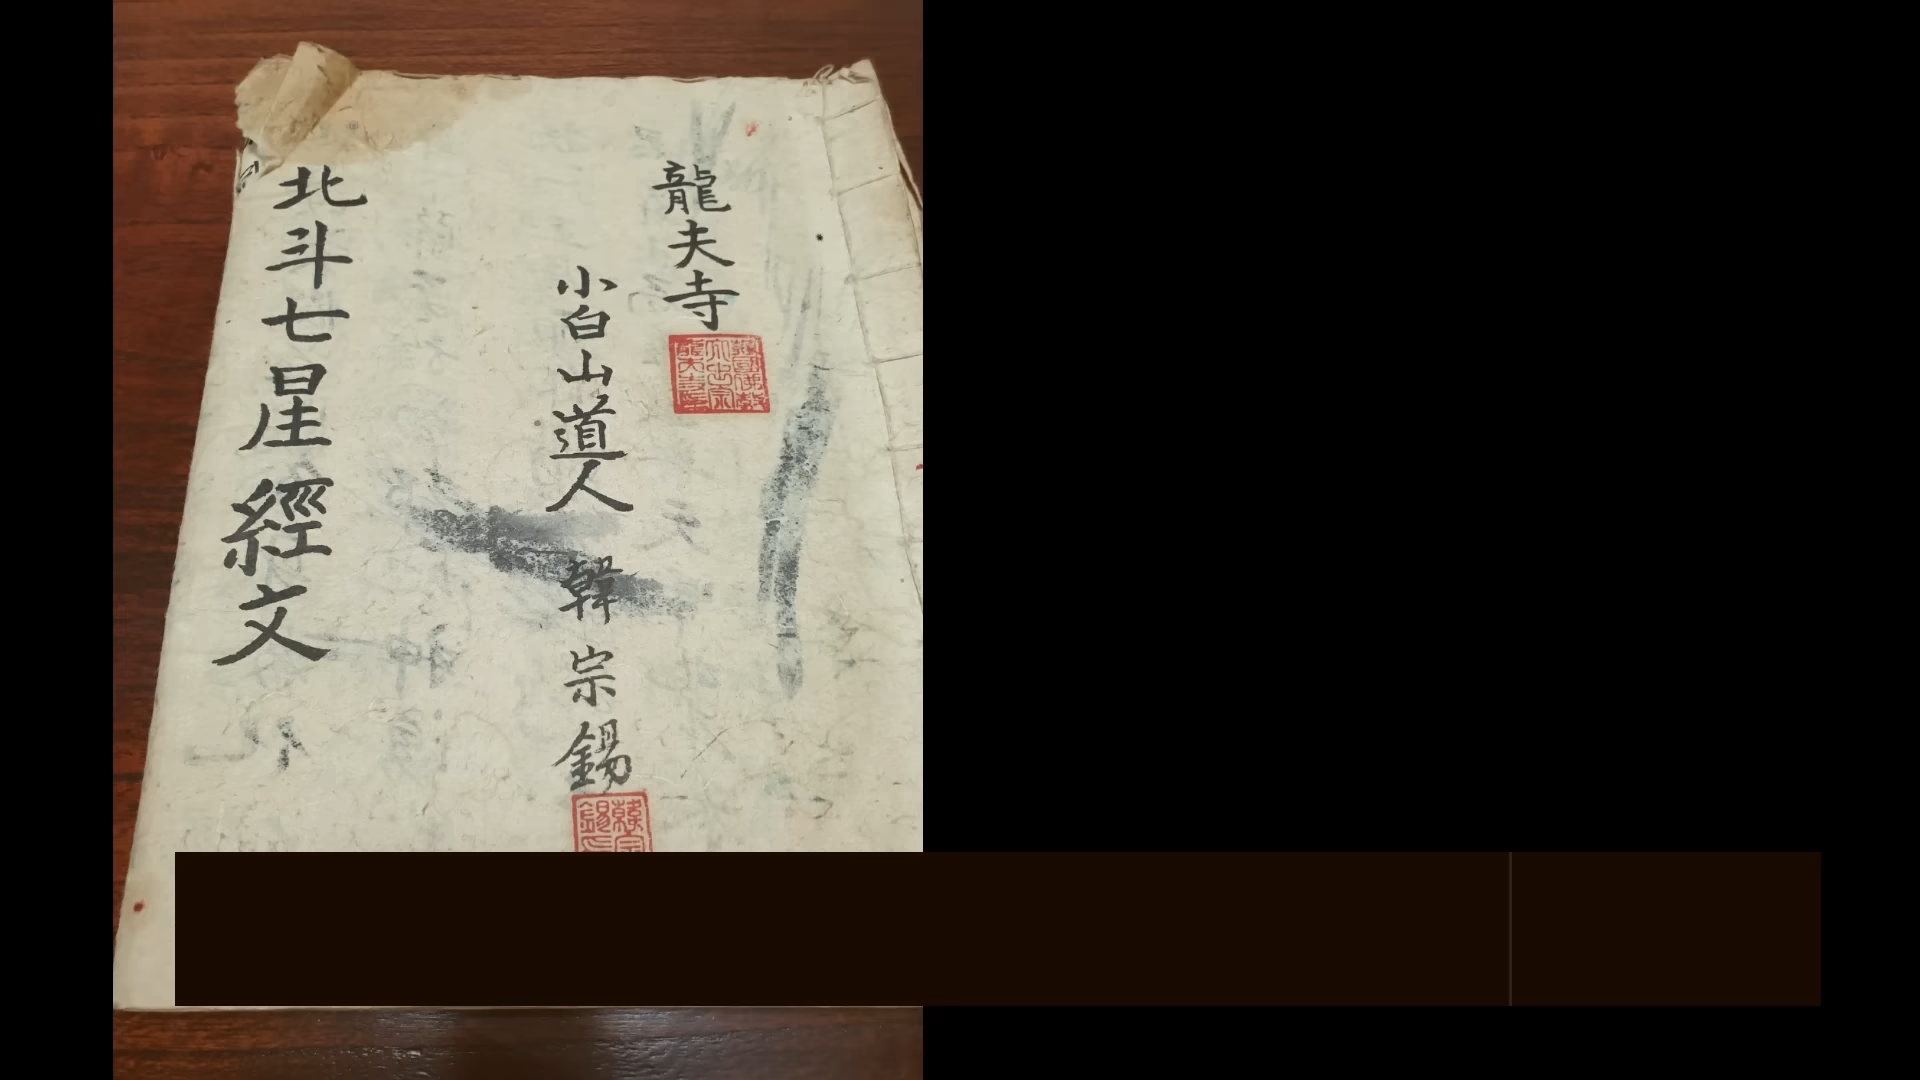 龍夫寺
小白山道人 韓宗錫
北斗七星經文